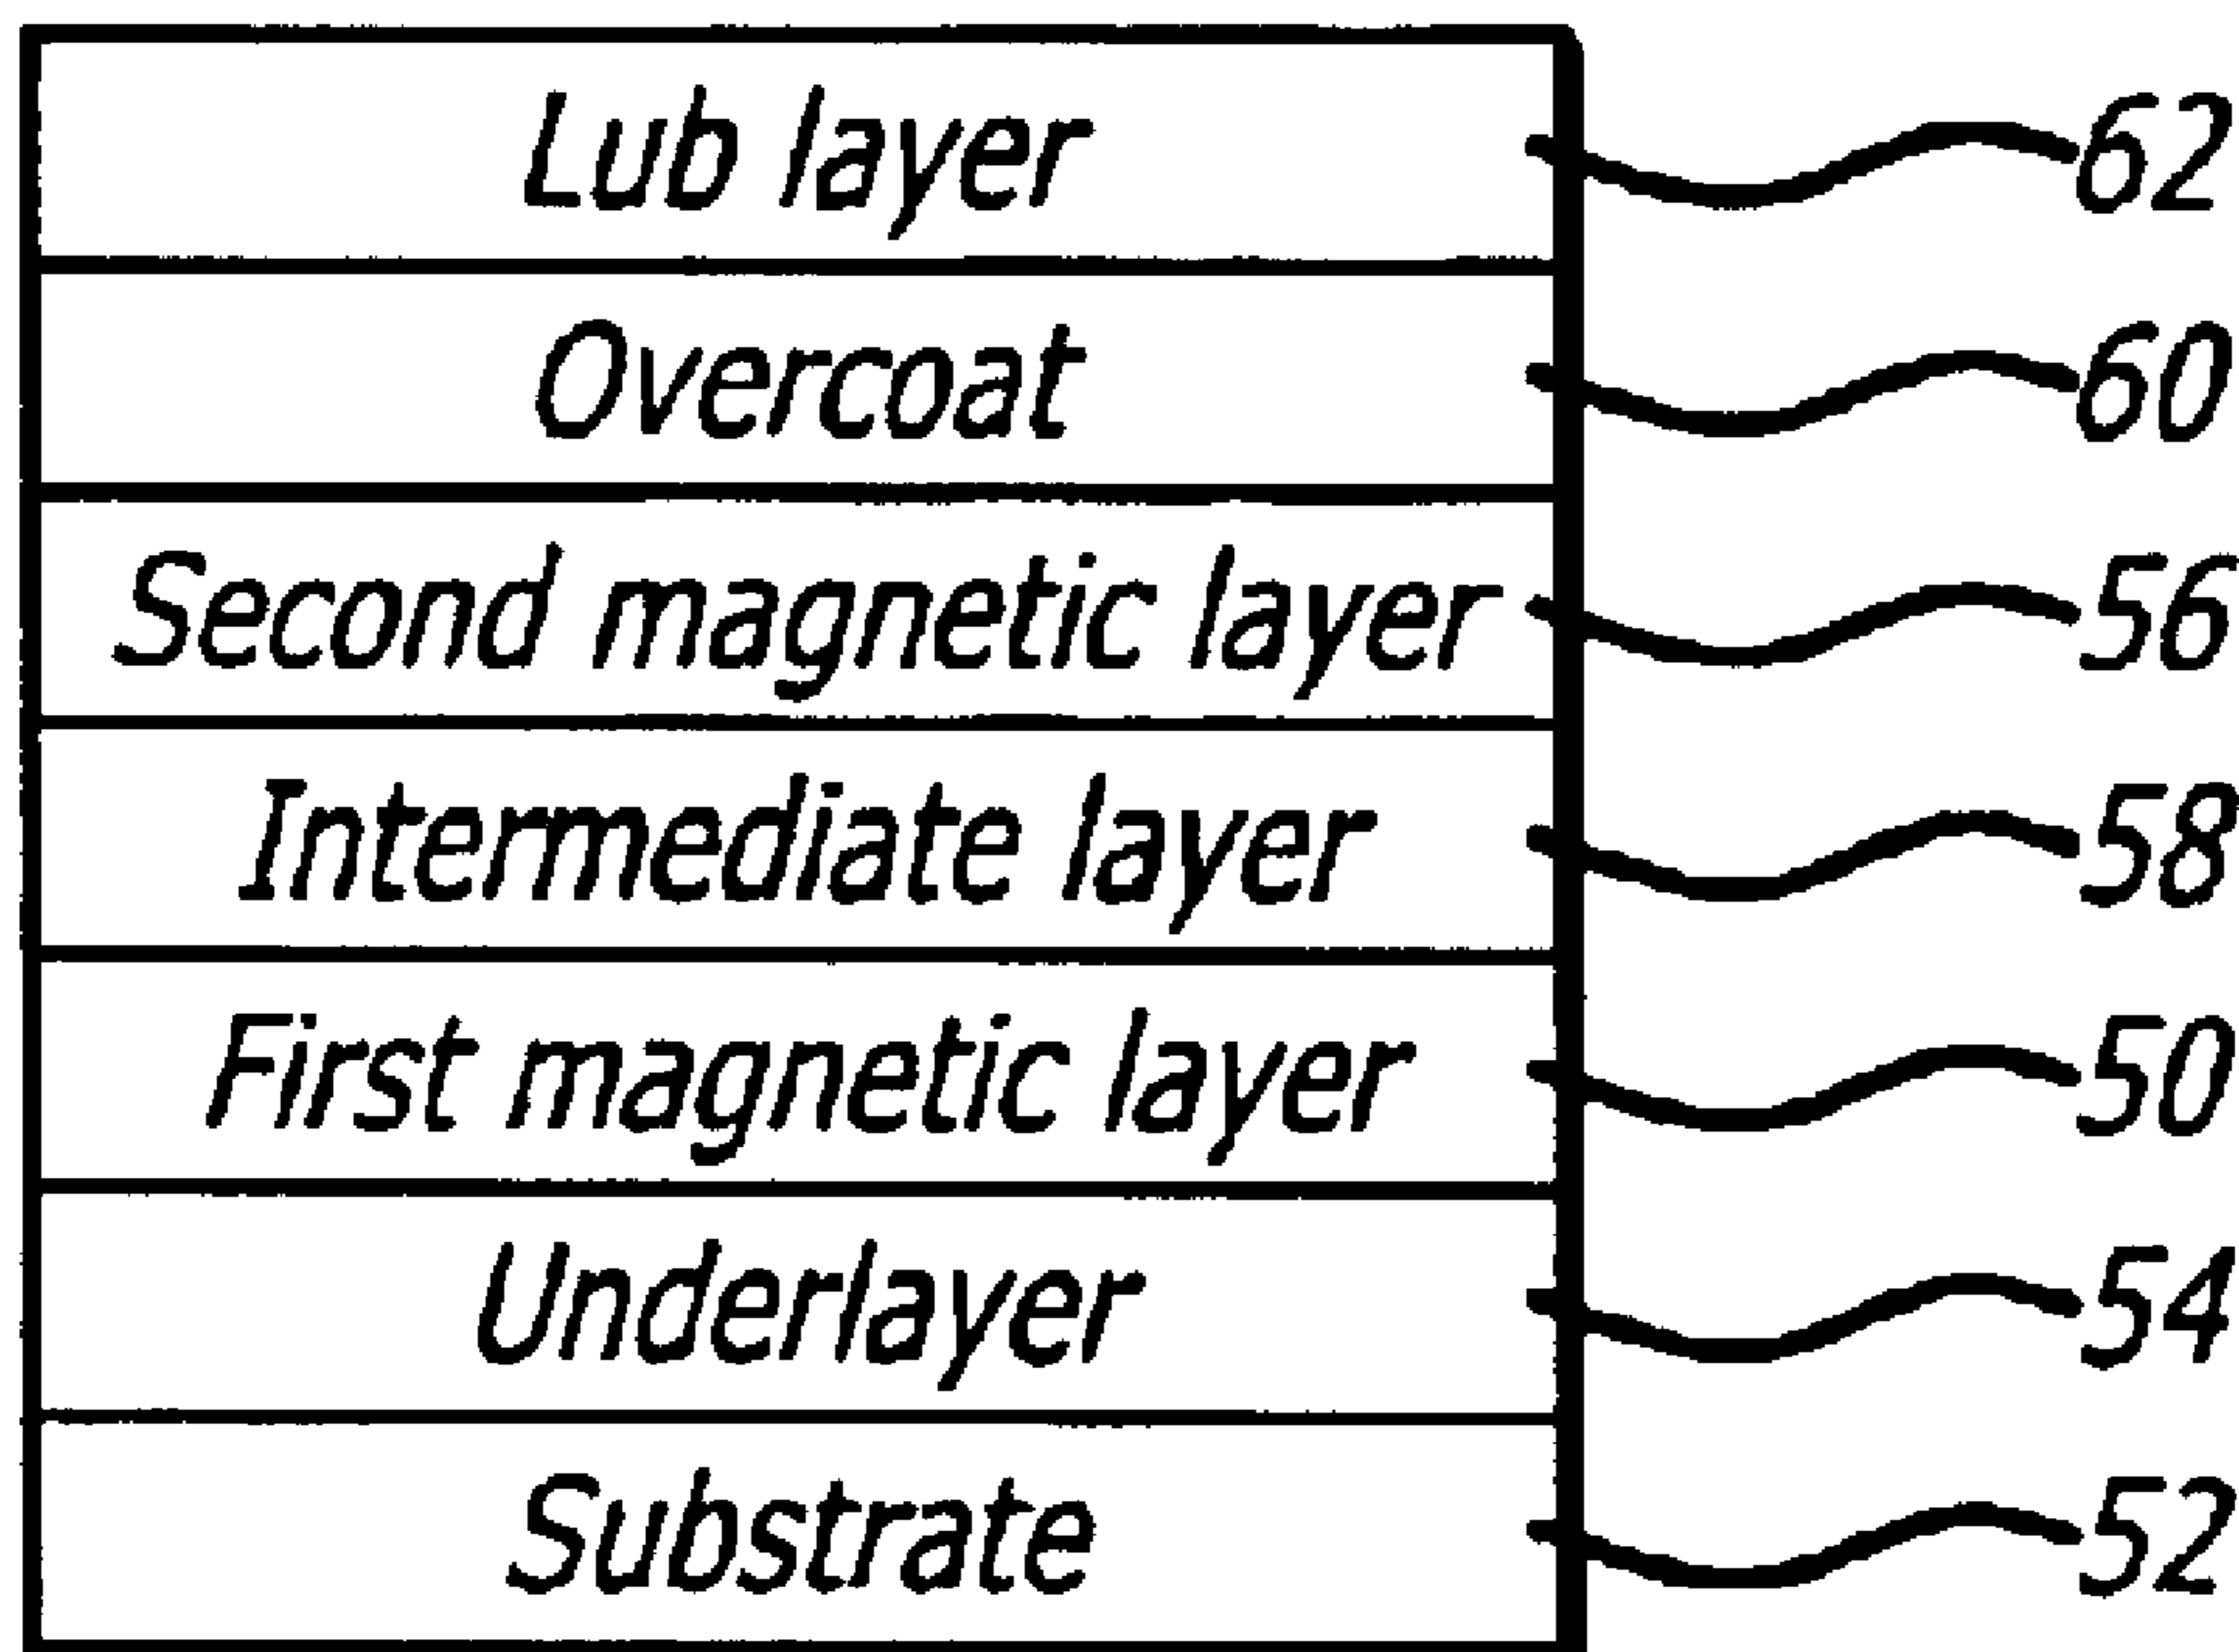 Lub layer 62
Overcoat 60
Second magnetic layer 56
Intermediate layer 58
First magnetic layer 50
Underlayer 54
Substrate 52